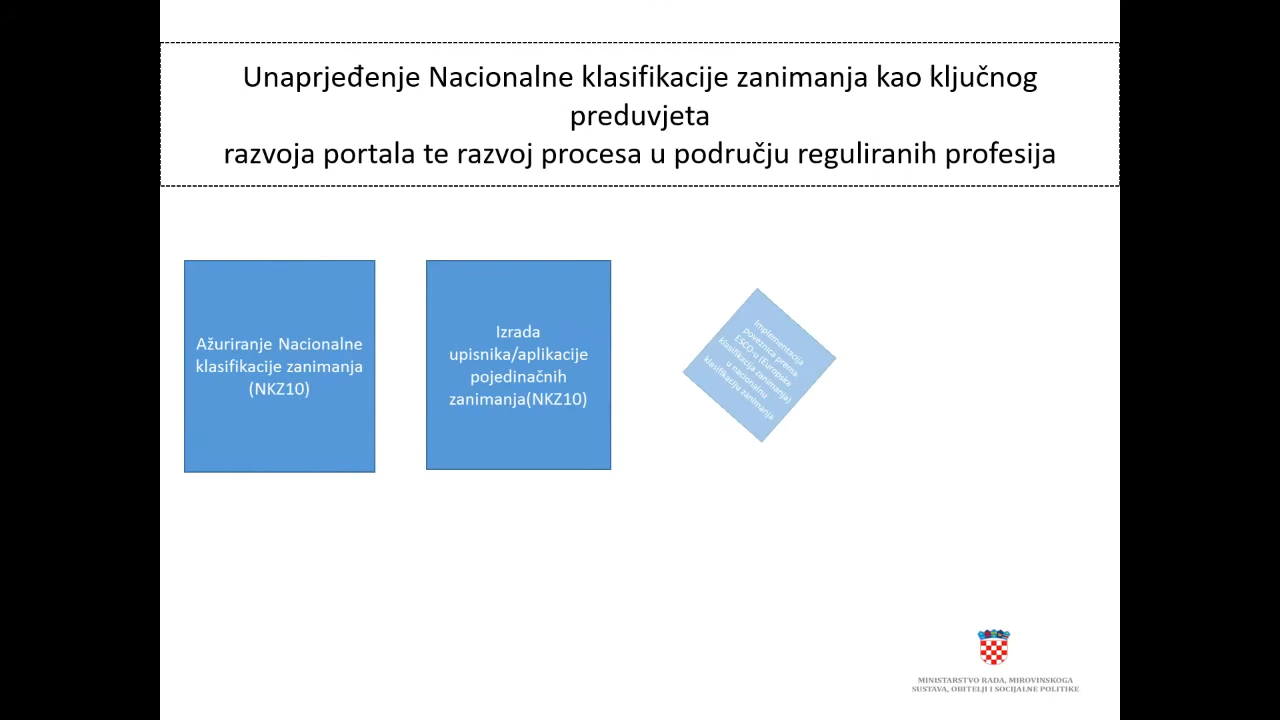 Unaprjeđenje Nacionalne klasifikacije zanimanja kao ključnog
preduvjeta
razvoja portala te razvoj procesa u području reguliranih profesija
Ažuriranje Nacionalne
klasifikacije zanimanja
(NKZ10)
Izrada
upisnika/aplikacije
pojedinačnih
zanimanja(NKZ10)
Implementacija
poveznica prema
ESCO-u (Europska
klasifikacija zanimanja)
u nacionalnu
klasifikaciju zanimanja
MINISTARSTVO RADA, MIROVINSKOGA
SUSTAVA, OBITELJI I SOCIJALNE POLITIKE